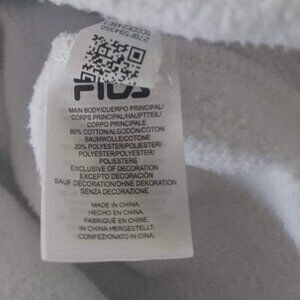 FILA
MAIN BODY/CUERPO PRINCIPAL/
CORPS PRINCIPAL/HAUPTTEIL/
CORPO PRINCIPALE
80% COTTON/ALGODÓN/COTON/
BAUMWOLLE/COTONE
20% POLYESTER/POLIÉSTER/
POLYESTER/POLYESTER/
POLIESTERE
EXCLUSIVE OF DECORATION
EXCEPTO DECORACIÓN
SAUF DÉCORATION/OHNE DEKORATION
SENZA DECORAZIONE
MADE IN CHINA.
HECHO EN CHINA.
FABRIQUÉ EN CHINE.
IN CHINA HERGESTELLT.
CONFEZIONATO IN CINA.